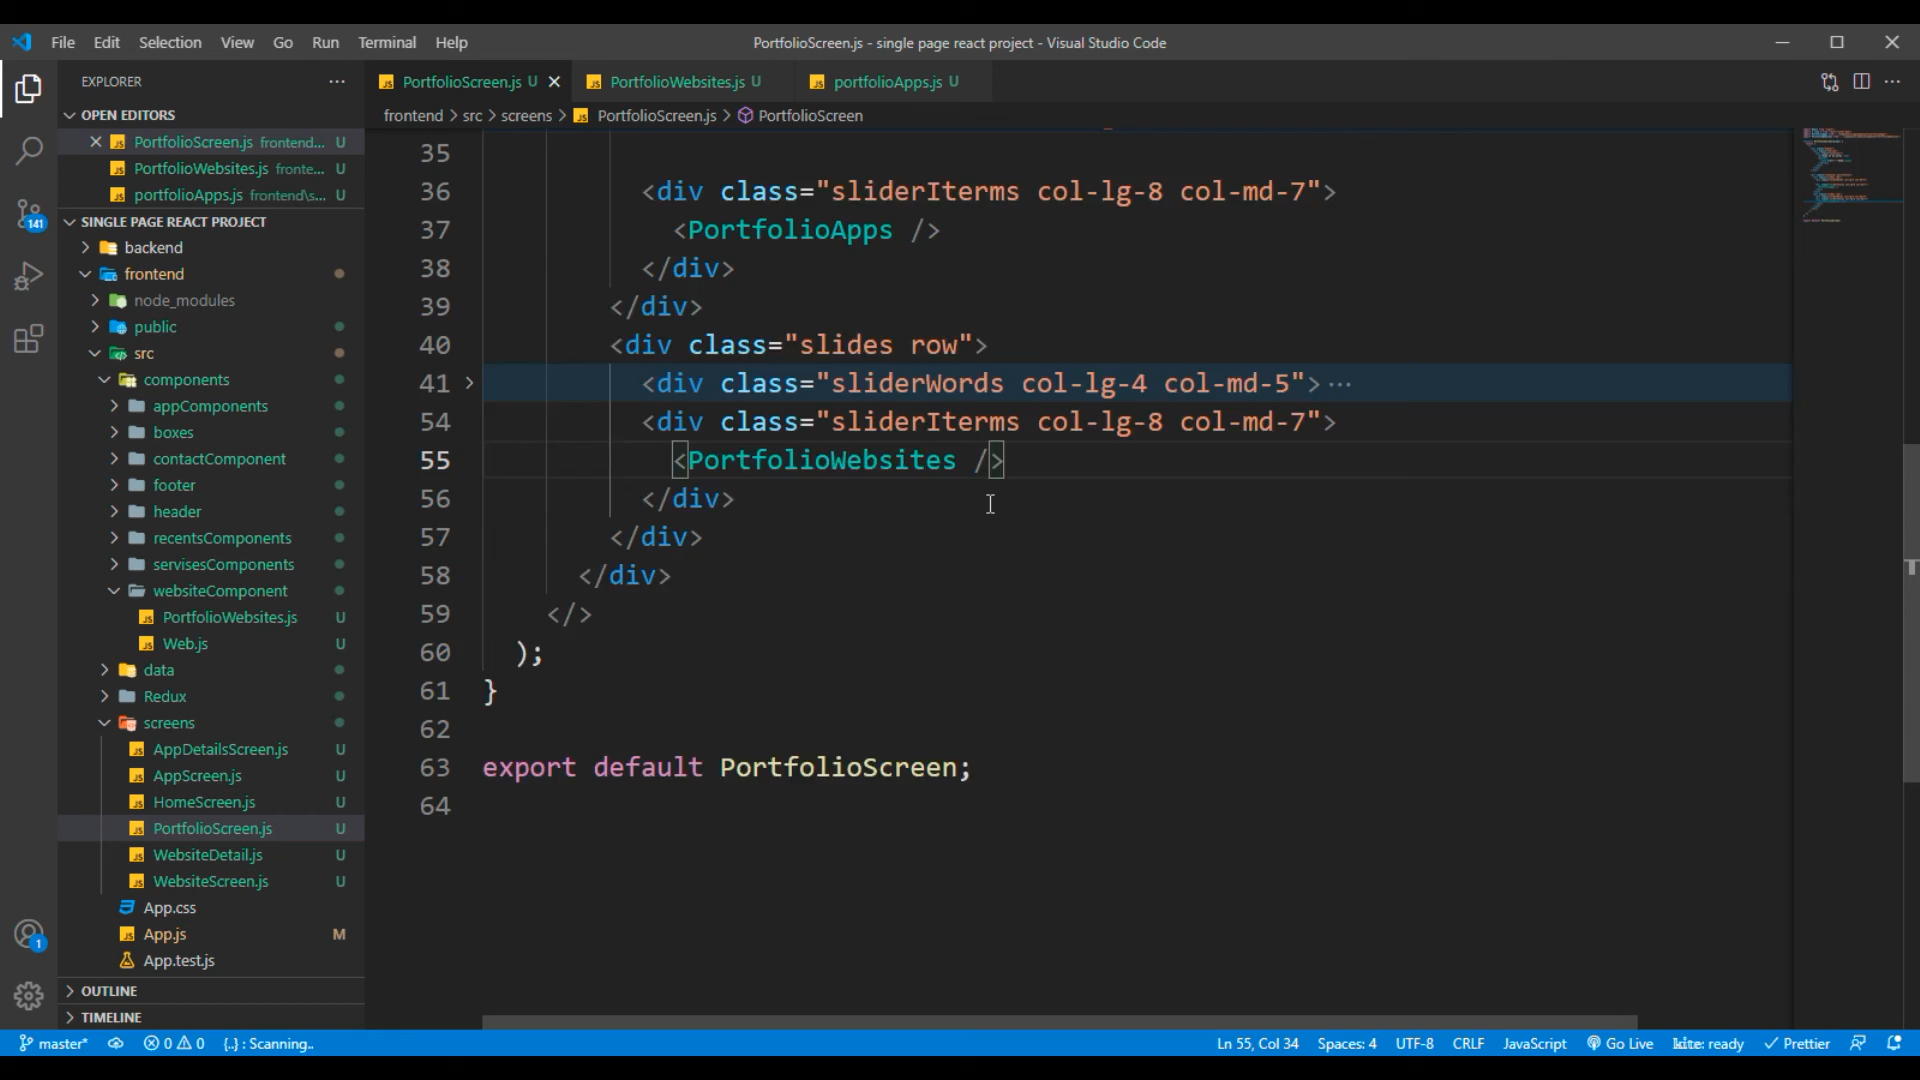 File Edit Selection View Go Run Terminal Help
PortfolioScreen.js - single page react project - Visual Studio Code
EXPLORER
OPEN EDITORS
PortfolioScreen.js frontend... U
PortfolioWebsites.js fronte... U
portfolioApps.js frontend\s... U
SINGLE PAGE REACT PROJECT
backend
frontend
node_modules
public
src
components
appComponents
boxes
contactComponent
footer
header
recentsComponents
servisesComponents
websiteComponent
PortfolioWebsites.js U
Web.js U
data
Redux
screens
AppDetailsScreen.js U
AppScreen.js U
HomeScreen.js U
PortfolioScreen.js U
WebsiteDetail.js U
WebsiteScreen.js U
App.css
App.js M
App.test.js
OUTLINE
TIMELINE
141
1
PortfolioScreen.js U PortfolioWebsites.js U portfolioApps.js U
frontend > src > screens > PortfolioScreen.js > PortfolioScreen
35
36 <div class="sliderIterms col-lg-8 col-md-7">
37 <PortfolioApps />
38 </div>
39 </div>
40 <div class="slides row">
41 <div class="sliderWords col-lg-4 col-md-5">···
54 <div class="sliderIterms col-lg-8 col-md-7">
55 <PortfolioWebsites />
56 </div>
57 </div>
58 </div>
59 </>
60 );
61 }
62
63 export default PortfolioScreen;
64
master* 0 0 {..} : Scanning.. Ln 55, Col 34 Spaces: 4 UTF-8 CRLF JavaScript Go Live kite: ready Prettier